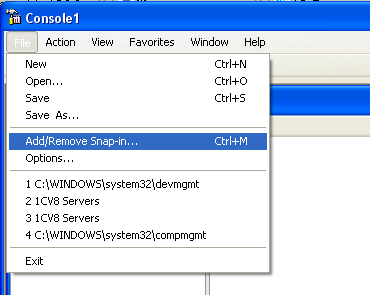 Console1
File Action View Favorites Window Help
New Ctrl+N
Open... Ctrl+O
Save Ctrl+S
Save As...
Add/Remove Snap-in... Ctrl+M
Options...
1 C:\WINDOWS\system32\devmgmt
2 1CV8 Servers
3 1CV8 Servers
4 C:\WINDOWS\system32\compmgmt
Exit